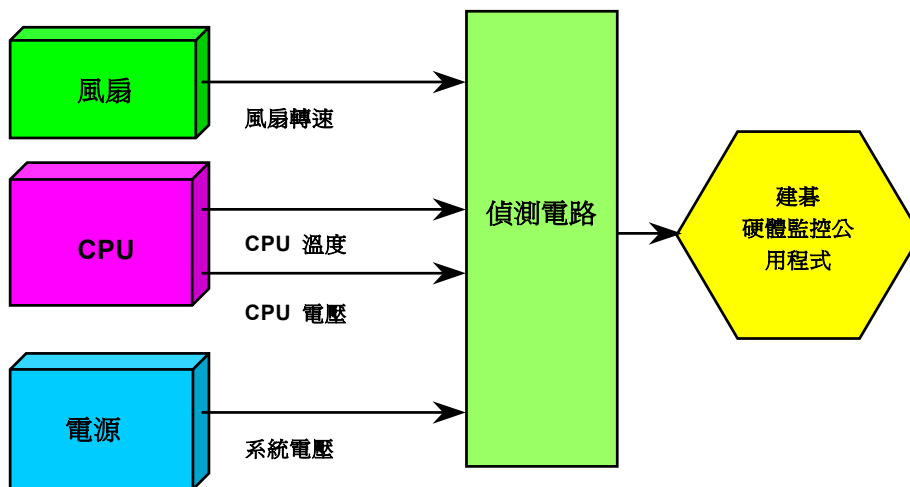 風扇
風扇轉速
CPU
CPU 溫度
CPU 電壓
電源
系統電壓
偵測電路
建碁
硬體監控公
用程式